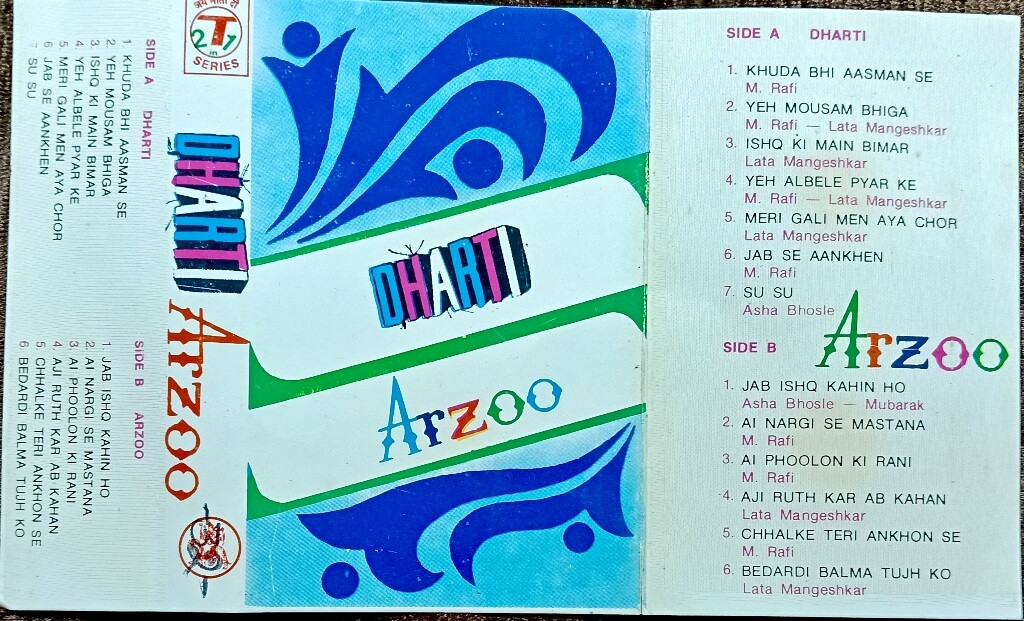 SIDE A DHARTI
1. KHUDA BHI AASMAN SE
2. YEH MOUSAM BHIGA
3. ISHQ KI MAIN BIMAR
4. YEH ALBELE PYAR KE
5. MERI GALI MEN AYA CHOR
6. JAB SE AANKHEN
7 SU SU
SIDE B ARZOO
1. JAB ISHQ KAHIN HO
2. AI NARGI SE MASTANA
3. AI PHOOLON KI RANI
4. AJI RUTH KAR AB KAHAN
5. CHHALKE TERI ANKHON SE
6 BEDARDI BALMA TUJH KO
जय माता दी
T
2 in 1
SERIES
DHARTI
Arzoo
DHARTI
Arzoo
SIDE A DHARTI
1. KHUDA BHI AASMAN SE
M. Rafi
2. YEH MOUSAM BHIGA
M. Rafi — Lata Mangeshkar
3. ISHQ KI MAIN BIMAR
Lata Mangeshkar
4. YEH ALBELE PYAR KE
M. Rafi — Lata Mangeshkar
5. MERI GALI MEN AYA CHOR
Lata Mangeshkar
6. JAB SE AANKHEN
M. Rafi
7. SU SU
Asha Bhosle
SIDE B Arzoo
1. JAB ISHQ KAHIN HO
Asha Bhosle — Mubarak
2. AI NARGI SE MASTANA
M. Rafi
3. AI PHOOLON KI RANI
M. Rafi
4. AJI RUTH KAR AB KAHAN
Lata Mangeshkar
5. CHHALKE TERI ANKHON SE
M. Rafi
6. BEDARDI BALMA TUJH KO
Lata Mangeshkar